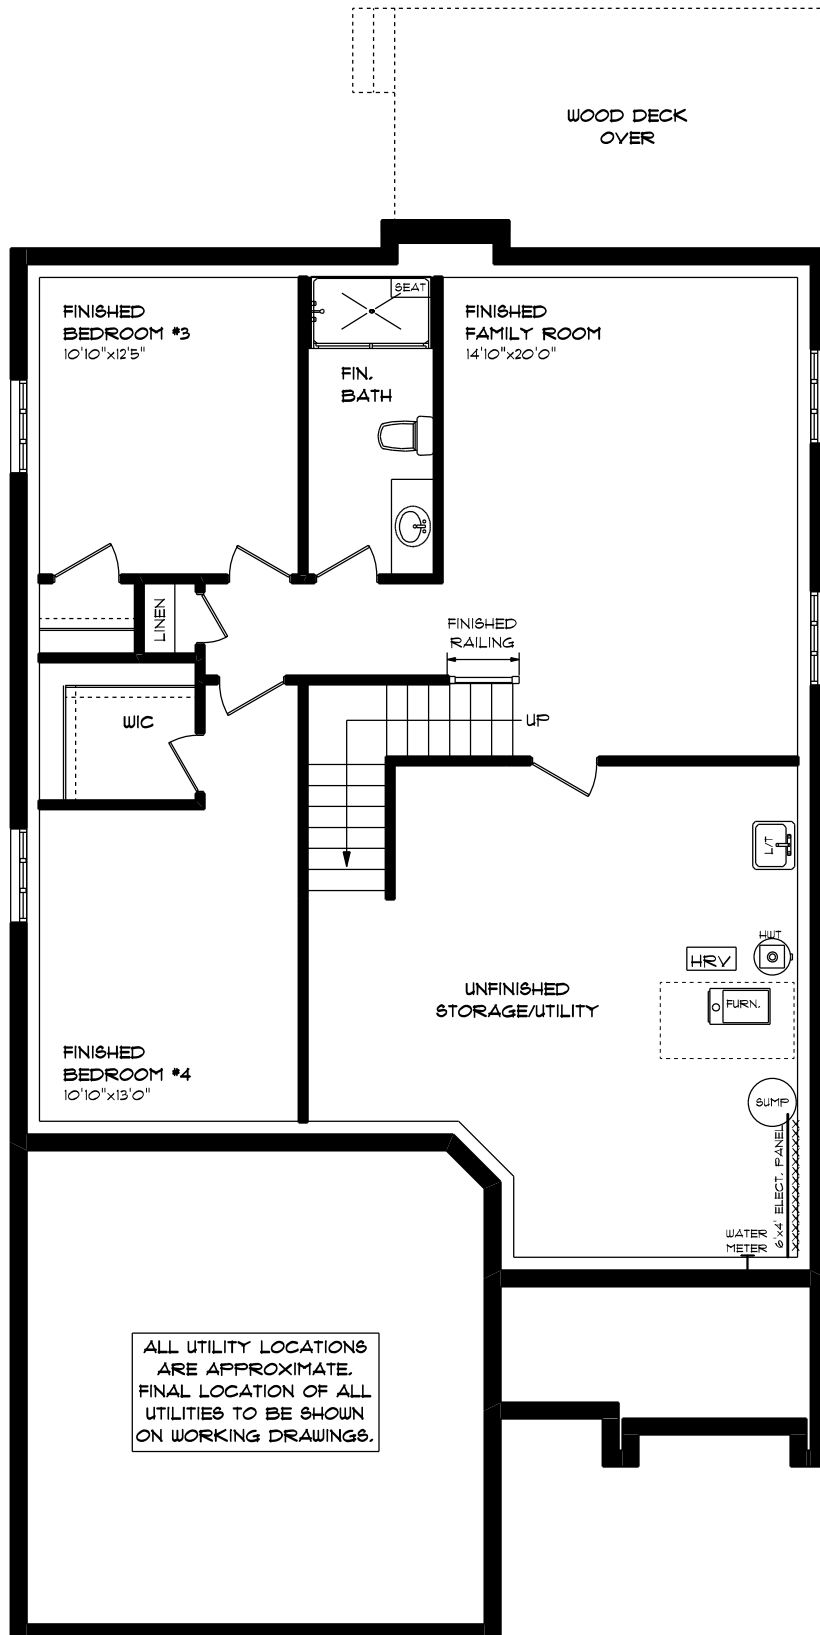 WOOD DECK
OVER
FINISHED
BEDROOM #3
10'10"x12'5"
SEAT
FIN.
BATH
FINISHED
FAMILY ROOM
14'10"x20'0"
LINEN
FINISHED
RAILING
WIC
UP
L/T
HWT
HRV
FURN.
UNFINISHED
STORAGE/UTILITY
FINISHED
BEDROOM #4
10'10"x13'0"
SUMP
6'x4' ELECT. PANEL
WATER
METER
ALL UTILITY LOCATIONS
ARE APPROXIMATE.
FINAL LOCATION OF ALL
UTILITIES TO BE SHOWN
ON WORKING DRAWINGS.